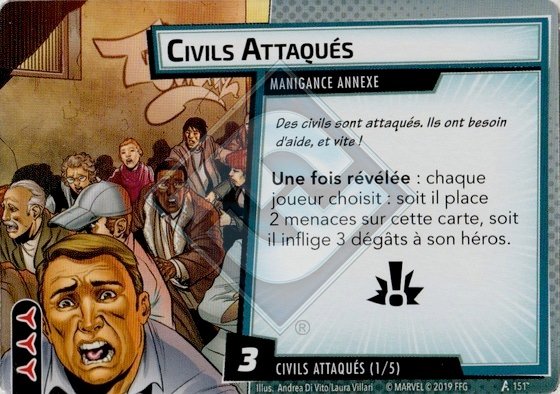 CIVILS ATTAQUÉS
MANIGANCE ANNEXE
Des civils sont attaqués. Ils ont besoin
d'aide, et vite !
Une fois révélée : chaque
joueur choisit : soit il place
2 menaces sur cette carte, soit
il inflige 3 dégâts à son héros.
®
3
CIVILS ATTAQUÉS (1/5)
Illus. Andrea Di Vito/Laura Villari © MARVEL © 2019 FFG 151